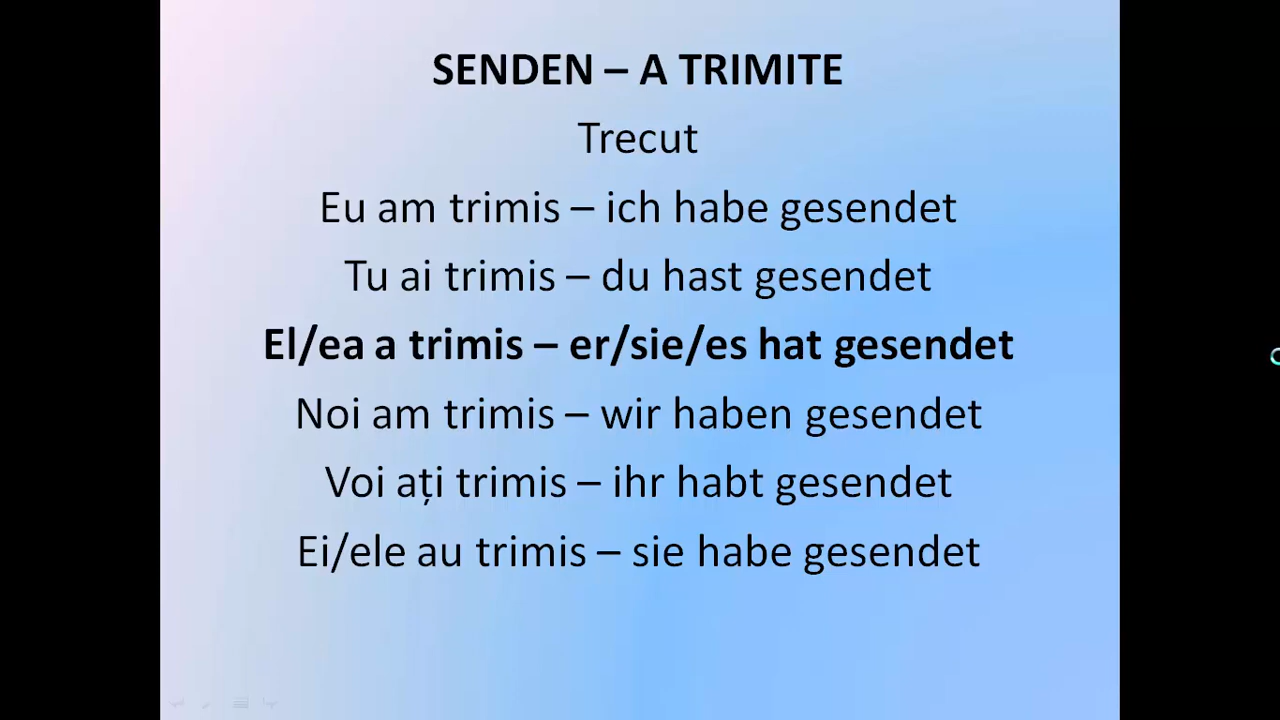 SENDEN – A TRIMITE
Trecut
Eu am trimis – ich habe gesendet
Tu ai trimis – du hast gesendet
El/ea a trimis – er/sie/es hat gesendet
Noi am trimis – wir haben gesendet
Voi ați trimis – ihr habt gesendet
Ei/ele au trimis – sie habe gesendet